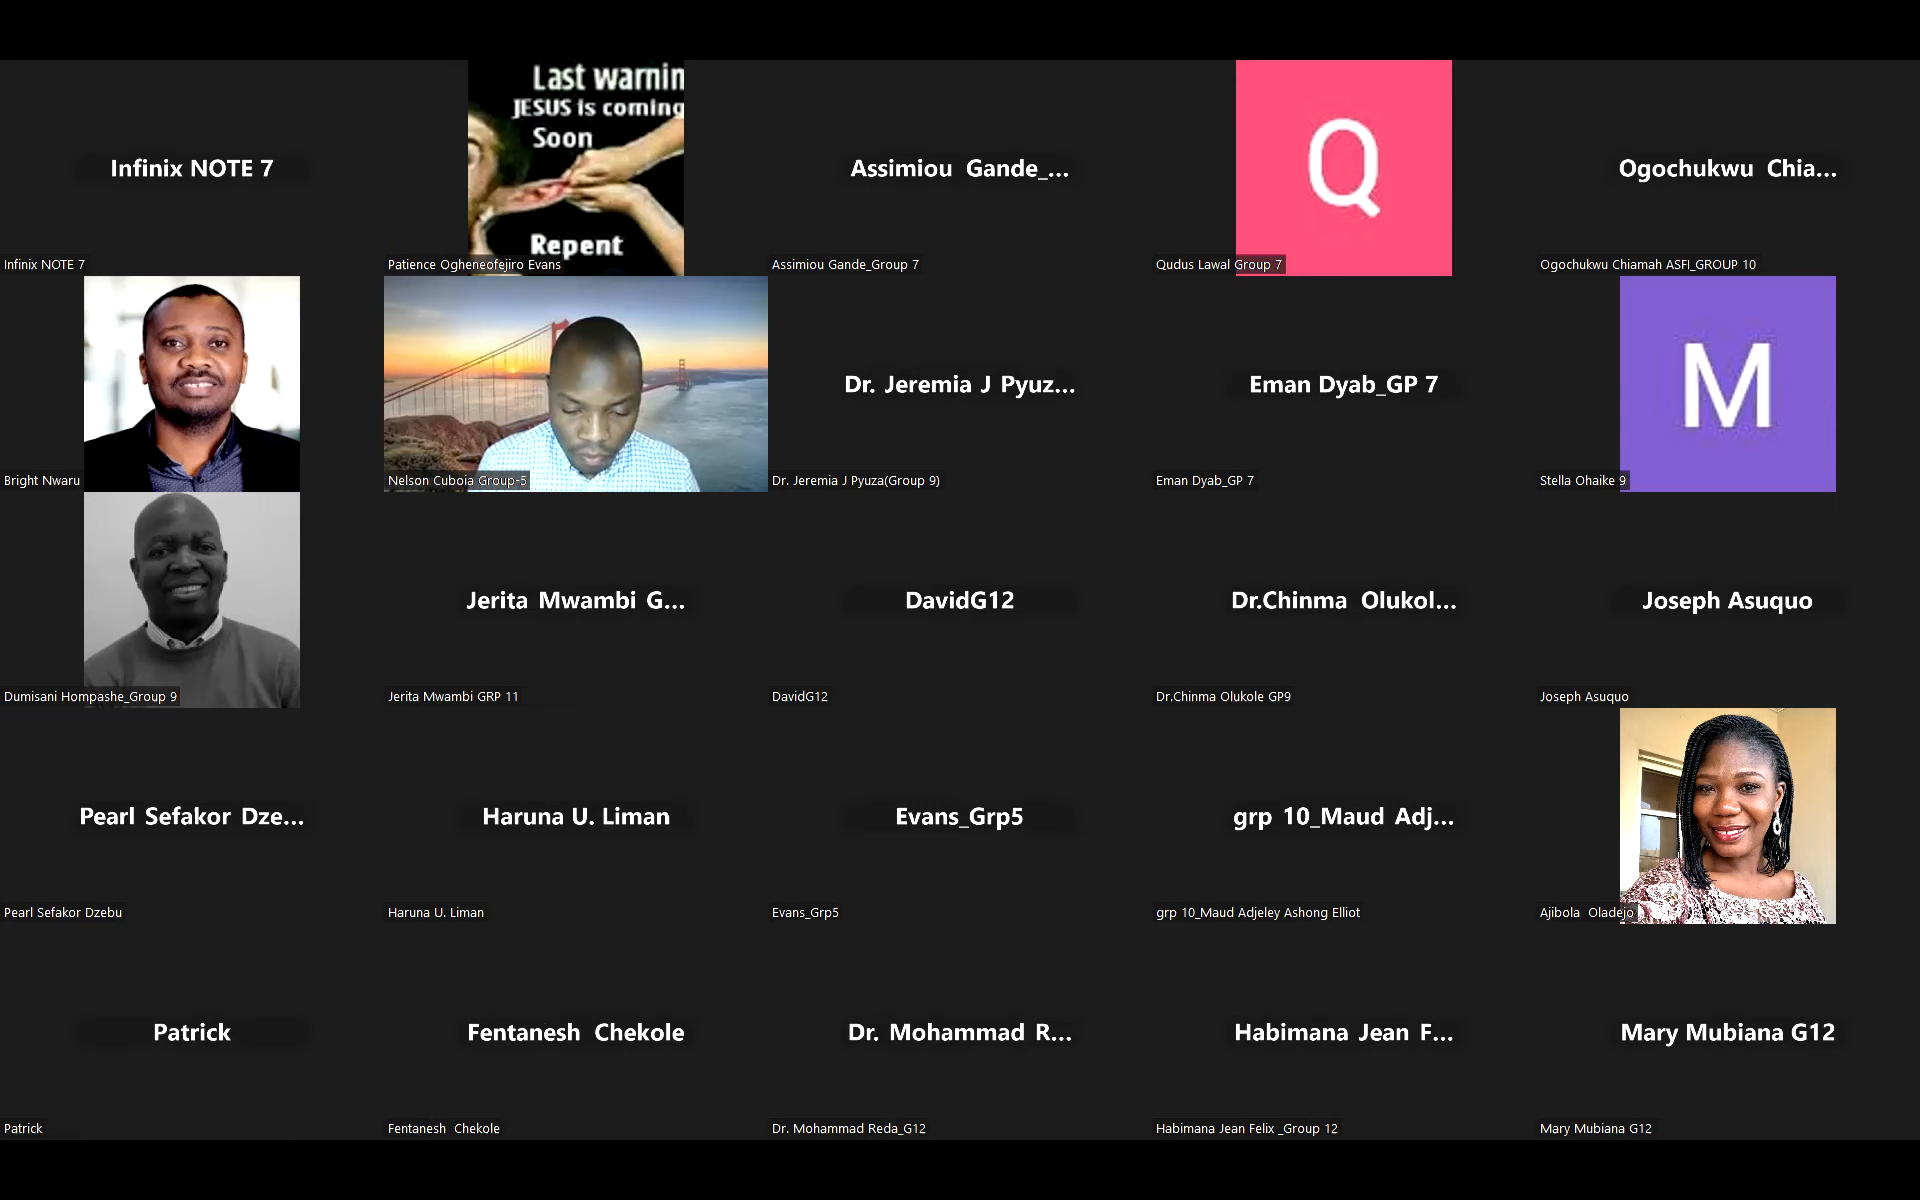 Infinix NOTE 7
Infinix NOTE 7
Last warnin
JESUS is coming
Soon
Repent
Patience Ogheneofejiro Evans
Assimiou Gande_...
Assimiou Gande_Group 7
Q
Qudus Lawal Group 7
Ogochukwu Chia...
Ogochukwu Chiamah ASFI_GROUP 10
Bright Nwaru
Nelson Cuboia Group-5
Dr. Jeremia J Pyuz...
Dr. Jeremia J Pyuza(Group 9)
Eman Dyab_GP 7
Eman Dyab_GP 7
M
Stella Ohaike 9
Dumisani Hompashe_Group 9
Jerita Mwambi G...
Jerita Mwambi GRP 11
DavidG12
DavidG12
Dr.Chinma Olukol...
Dr.Chinma Olukole GP9
Joseph Asuquo
Joseph Asuquo
Pearl Sefakor Dze...
Pearl Sefakor Dzebu
Haruna U. Liman
Haruna U. Liman
Evans_Grp5
Evans_Grp5
grp 10_Maud Adj...
grp 10_Maud Adjeley Ashong Elliot
Ajibola Oladejo
Patrick
Patrick
Fentanesh Chekole
Fentanesh Chekole
Dr. Mohammad R...
Dr. Mohammad Reda_G12
Habimana Jean F...
Habimana Jean Felix _Group 12
Mary Mubiana G12
Mary Mubiana G12